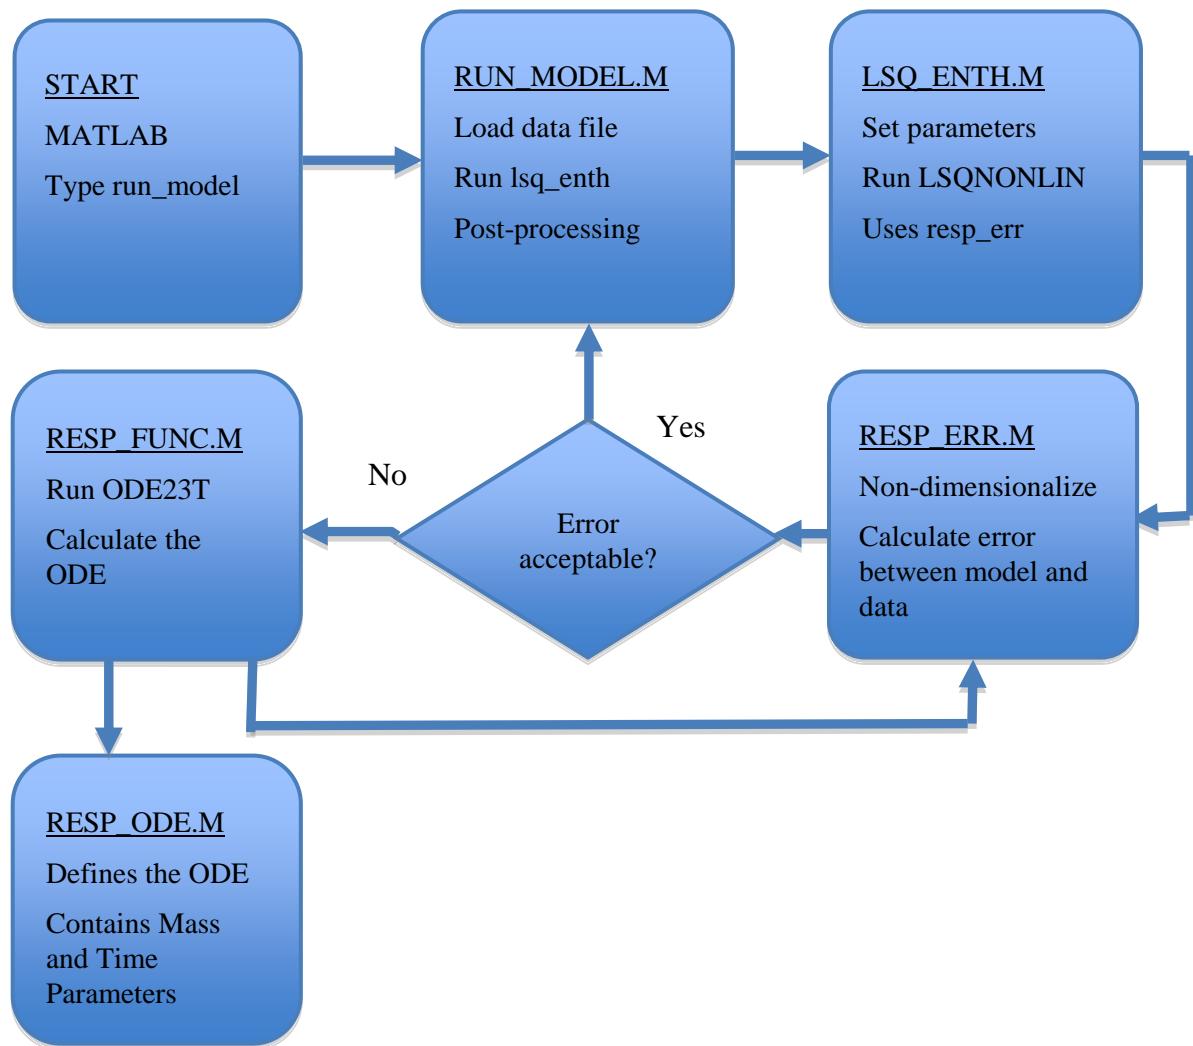 START
MATLAB
Type run_model
RUN_MODEL.M
Load data file
Run lsq_enth
Post-processing
LSQ_ENTH.M
Set parameters
Run LSQNONLIN
Uses resp_err
RESP_FUNC.M
Run ODE23T
Calculate the
ODE
No
Error
acceptable?
Yes
RESP_ERR.M
Non-dimensionalize
Calculate error
between model and
data
RESP_ODE.M
Defines the ODE
Contains Mass
and Time
Parameters